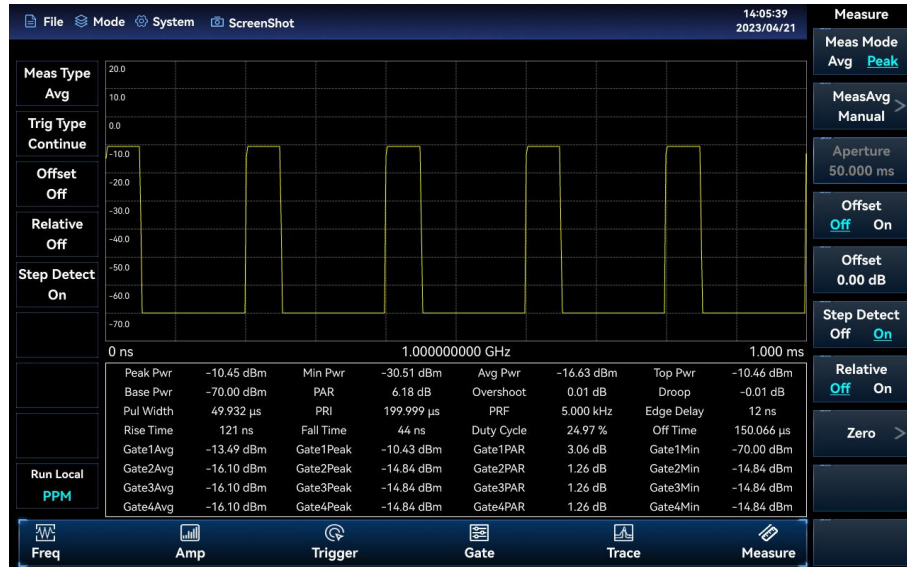 File Mode System ScreenShot
14:05:39
2023/04/21
Measure
Meas Type
Avg
Trig Type
Continue
Offset
Off
Relative
Off
Step Detect
On
Run Local
PPM
20.0
10.0
0.0
-10.0
-20.0
-30.0
-40.0
-50.0
-60.0
-70.0
0 ns 1.000000000 GHz 1.000 ms
Peak Pwr -10.45 dBm Min Pwr -30.51 dBm Avg Pwr -16.63 dBm Top Pwr -10.46 dBm
Base Pwr -70.00 dBm PAR 6.18 dB Overshoot 0.01 dB Droop -0.01 dB
Pul Width 49.932 μs PRI 199.999 μs PRF 5.000 kHz Edge Delay 12 ns
Rise Time 121 ns Fall Time 44 ns Duty Cycle 24.97 % Off Time 150.066 μs
Gate1Avg -13.49 dBm Gate1Peak -10.43 dBm Gate1PAR 3.06 dB Gate1Min -70.00 dBm
Gate2Avg -16.10 dBm Gate2Peak -14.84 dBm Gate2PAR 1.26 dB Gate2Min -14.84 dBm
Gate3Avg -16.10 dBm Gate3Peak -14.84 dBm Gate3PAR 1.26 dB Gate3Min -14.84 dBm
Gate4Avg -16.10 dBm Gate4Peak -14.84 dBm Gate4PAR 1.26 dB Gate4Min -14.84 dBm
Meas Mode
Avg Peak
MeasAvg >
Manual
Aperture
50.000 ms
Offset
Off On
Offset
0.00 dB
Step Detect
Off On
Relative
Off On
Zero >
Freq Amp Trigger Gate Trace Measure